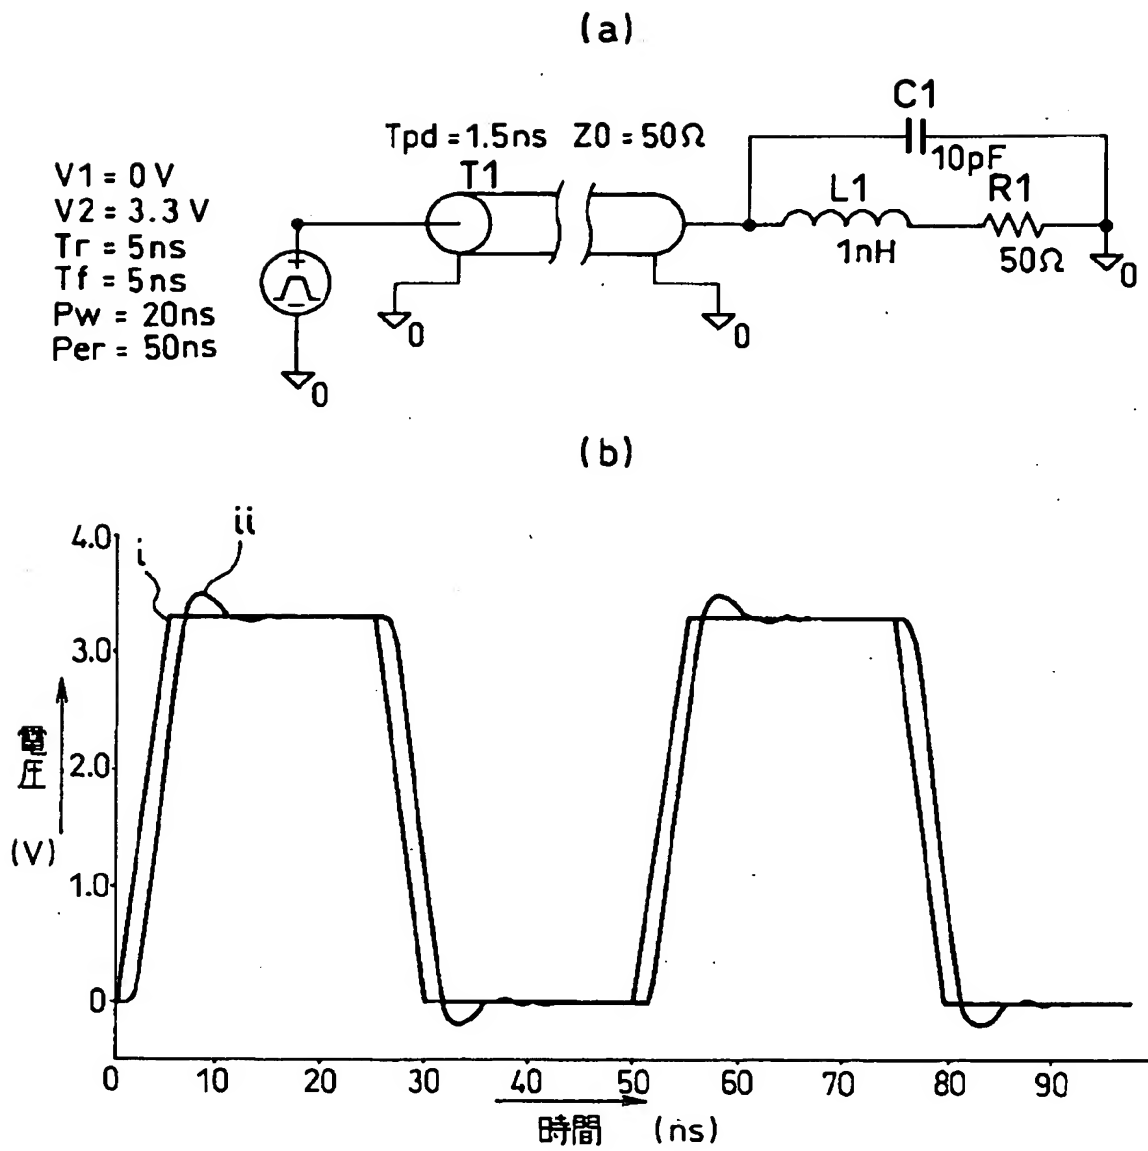 (a)
V1 = 0 V
V2 = 3.3 V
Tr = 5ns
Tf = 5ns
Pw = 20ns
Per = 50ns
Tpd = 1.5ns Z0 = 50Ω
T1
C1
10pF
L1
1nH
R1
50Ω
0
0
0
0
(b)
i
ii
4.0
3.0
2.0
1.0
0
電圧
(V)
0 10 20 30 40 50 60 70 80 90
時間 (ns)